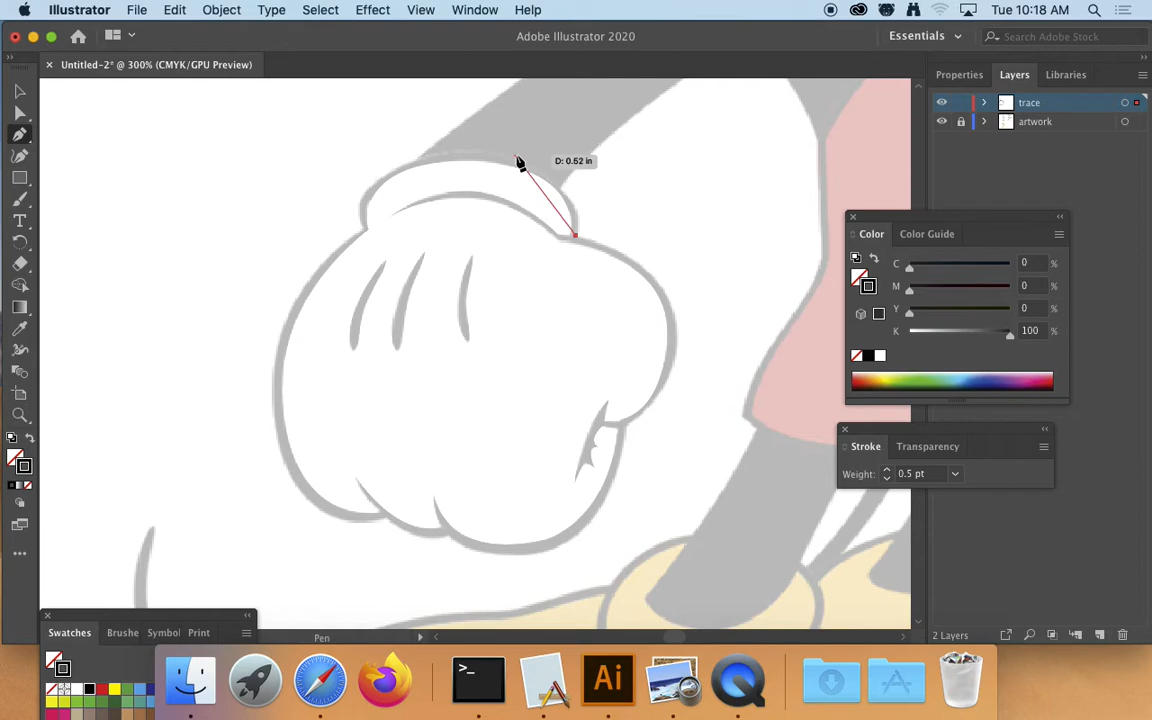 Illustrator File Edit Object Type Select Effect View Window Help Tue 10:18 AM
Adobe Illustrator 2020 Essentials Search Adobe Stock
Untitled-2* @ 300% (CMYK/GPU Preview)
Properties Layers Libraries
trace
artwork
D: 0.52 in
Color Color Guide
C 0 %
M 0 %
Y 0 %
K 100 %
Stroke Transparency
Weight: 0.5 pt
Pen
2 Layers
Swatches Brushe Symbol Print
>_
Ai